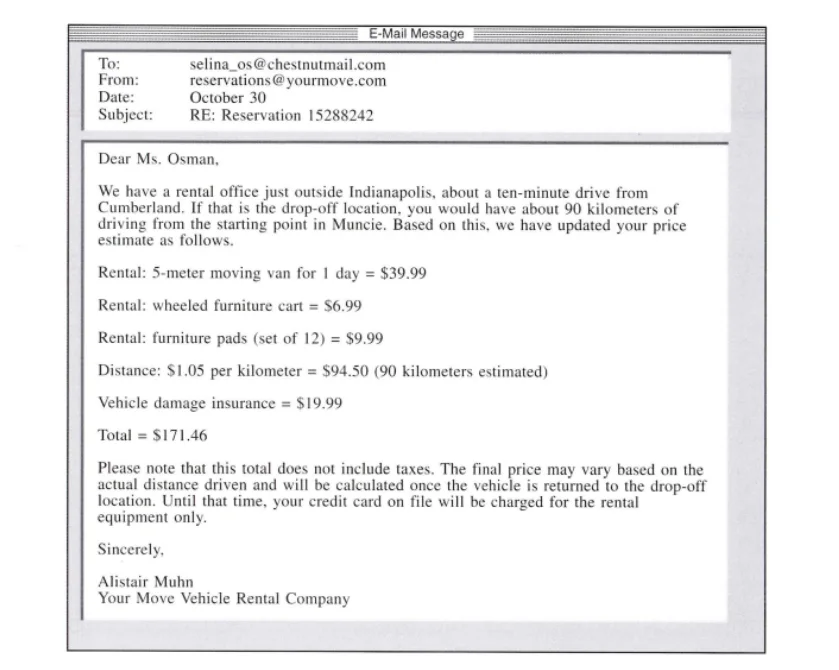 E-Mail Message
To: selina_os@chestnutmail.com
From: reservations@yourmove.com
Date: October 30
Subject: RE: Reservation 15288242
Dear Ms. Osman,
We have a rental office just outside Indianapolis, about a ten-minute drive from
Cumberland. If that is the drop-off location, you would have about 90 kilometers of
driving from the starting point in Muncie. Based on this, we have updated your price
estimate as follows.
Rental: 5-meter moving van for 1 day = $39.99
Rental: wheeled furniture cart = $6.99
Rental: furniture pads (set of 12) = $9.99
Distance: $1.05 per kilometer = $94.50 (90 kilometers estimated)
Vehicle damage insurance = $19.99
Total = $171.46
Please note that this total does not include taxes. The final price may vary based on the
actual distance driven and will be calculated once the vehicle is returned to the drop-off
location. Until that time, your credit card on file will be charged for the rental
equipment only.
Sincerely,
Alistair Muhn
Your Move Vehicle Rental Company